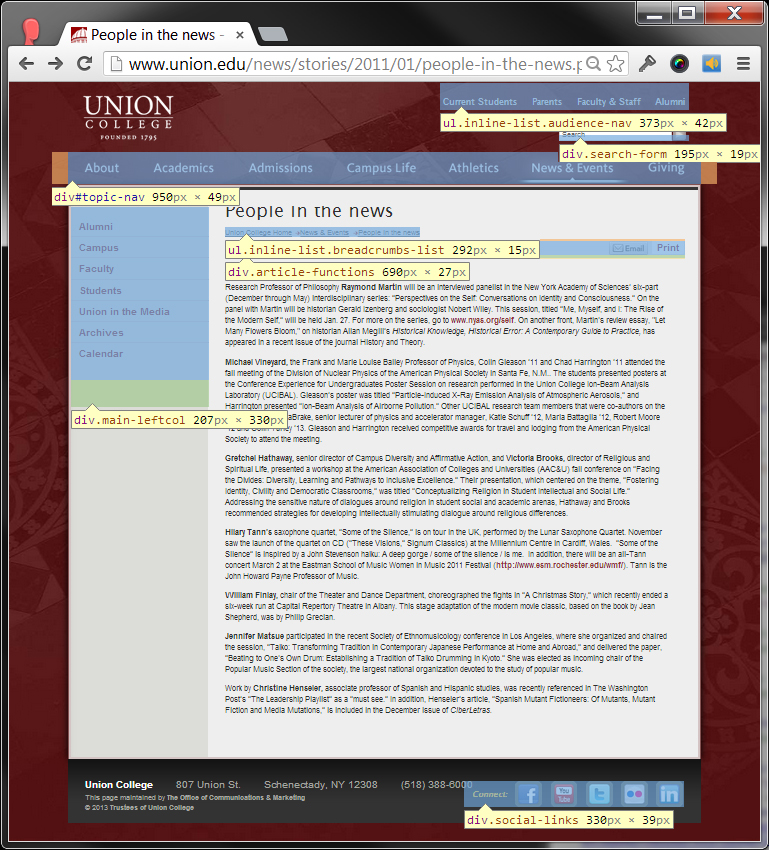 People in the news -
www.union.edu/news/stories/2011/01/people-in-the-news.p
UNION
COLLEGE
FOUNDED 1795
Current Students Parents Faculty & Staff Alumni
ul.inline-list.audience-nav 373px × 42px
Search
div.search-form 195px × 19px
About Academics Admissions Campus Life Athletics News & Events Giving
div#topic-nav 950px × 49px
People in the news
Union College Home »News & Events »People in the news
ul.inline-list.breadcrumbs-list 292px × 15px
Email Print
div.article-functions 690px × 27px
Alumni
Campus
Faculty
Students
Union in the Media
Archives
Calendar
div.main-leftcol 207px × 330px
Research Professor of Philosophy Raymond Martin will be an interviewed panelist in the New York Academy of Sciences' six-part
(December through May) interdisciplinary series: "Perspectives on the Self: Conversations on Identity and Consciousness." On the
panel with Martin will be historian Gerald Izenberg and sociologist Nobert Wiley. This session, titled "Me, Myself, and I: The Rise of
the Modern Self," will be held Jan. 27. For more on the series, go to www.nyas.org/self. On another front, Martin's review essay, "Let
Many Flowers Bloom," on historian Allan Megill's Historical Knowledge, Historical Error: A Contemporary Guide to Practice, has
appeared in a recent issue of the journal History and Theory.
Michael Vineyard, the Frank and Marie Louise Bailey Professor of Physics, Colin Gleason '11 and Chad Harrington '11 attended the
fall meeting of the Division of Nuclear Physics of the American Physical Society in Santa Fe, N.M.. The students presented posters at
the Conference Experience for Undergraduates Poster Session on research performed in the Union College Ion-Beam Analysis
Laboratory (UCIBAL). Gleason's poster was titled "Particle-Induced X-Ray Emission Analysis of Atmospheric Aerosols," and
Harrington presented "Ion-Beam Analysis of Airborne Pollution." Other UCIBAL research team members that were co-authors on the
aBrake, senior lecturer of physics and accelerator manager, Katie Schuff '12, Maria Battaglia '12, Robert Moore
'13. Gleason and Harrington received competitive awards for travel and lodging from the American Physical
Society to attend the meeting.
Gretchel Hathaway, senior director of Campus Diversity and Affirmative Action, and Victoria Brooks, director of Religious and
Spiritual Life, presented a workshop at the American Association of Colleges and Universities (AAC&U) fall conference on "Facing
the Divides: Diversity, Learning and Pathways to Inclusive Excellence." Their presentation, which centered on the theme, "Fostering
Identity, Civility and Democratic Classrooms," was titled "Conceptualizing Religion in Student Intellectual and Social Life."
Addressing the sensitive nature of dialogues around religion in student social and academic arenas, Hathaway and Brooks
recommended strategies for developing intellectually stimulating dialogue around religious differences.
Hilary Tann's saxophone quartet, "Some of the Silence," is on tour in the UK, performed by the Lunar Saxophone Quartet. November
saw the launch of the quartet on CD ("These Visions," Signum Classics) at the Millennium Centre in Cardiff, Wales. "Some of the
Silence" is inspired by a John Stevenson haiku: A deep gorge / some of the silence / is me. In addition, there will be an all-Tann
concert March 2 at the Eastman School of Music Women in Music 2011 Festival (http://www.esm.rochester.edu/wmf/). Tann is the
John Howard Payne Professor of Music.
William Finlay, chair of the Theater and Dance Department, choreographed the fights in "A Christmas Story," which recently ended a
six-week run at Capital Repertory Theatre in Albany. This stage adaptation of the modern movie classic, based on the book by Jean
Shepherd, was by Philip Grecian.
Jennifer Matsue participated in the recent Society of Ethnomusicology conference in Los Angeles, where she organized and chaired
the session, "Taiko: Transforming Tradition in Contemporary Japanese Performance at Home and Abroad," and delivered the paper,
"Beating to One's Own Drum: Establishing a Tradition of Taiko Drumming in Kyoto." She was elected as incoming chair of the
Popular Music Section of the society, the largest national organization devoted to the study of popular music.
Work by Christine Henseler, associate professor of Spanish and Hispanic studies, was recently referenced in The Washington
Post's "The Leadership Playlist" as a "must see." In addition, Henseler's article, "Spanish Mutant Fictioneers: Of Mutants, Mutant
Fiction and Media Mutations," is included in the December issue of CiberLetras.
Union College 807 Union St. Schenectady, NY 12308 (518) 388-6000
This page maintained by The Office of Communications & Marketing
© 2013 Trustees of Union College
Connect: f You Tube t in
div.social-links 330px × 39px